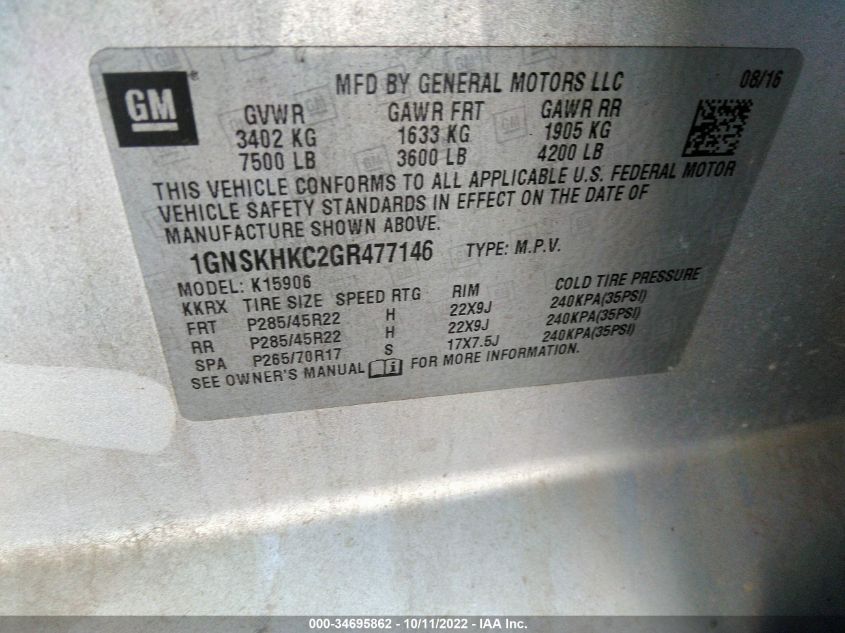 GM
MFD BY GENERAL MOTORS LLC 08/16
GVWR GAWR FRT GAWR RR
3402 KG 1633 KG 1905 KG
7500 LB 3600 LB 4200 LB
THIS VEHICLE CONFORMS TO ALL APPLICABLE U.S. FEDERAL MOTOR
VEHICLE SAFETY STANDARDS IN EFFECT ON THE DATE OF
MANUFACTURE SHOWN ABOVE.
1GNSKHKC2GR477146 TYPE: M.P.V.
MODEL: K15906
KKRX TIRE SIZE SPEED RTG RIM COLD TIRE PRESSURE
FRT P285/45R22 H 22X9J 240KPA(35PSI)
RR P285/45R22 H 22X9J 240KPA(35PSI)
SPA P265/70R17 S 17X7.5J 240KPA(35PSI)
SEE OWNER'S MANUAL FOR MORE INFORMATION.
000-34695862 - 10/11/2022 - IAA Inc.